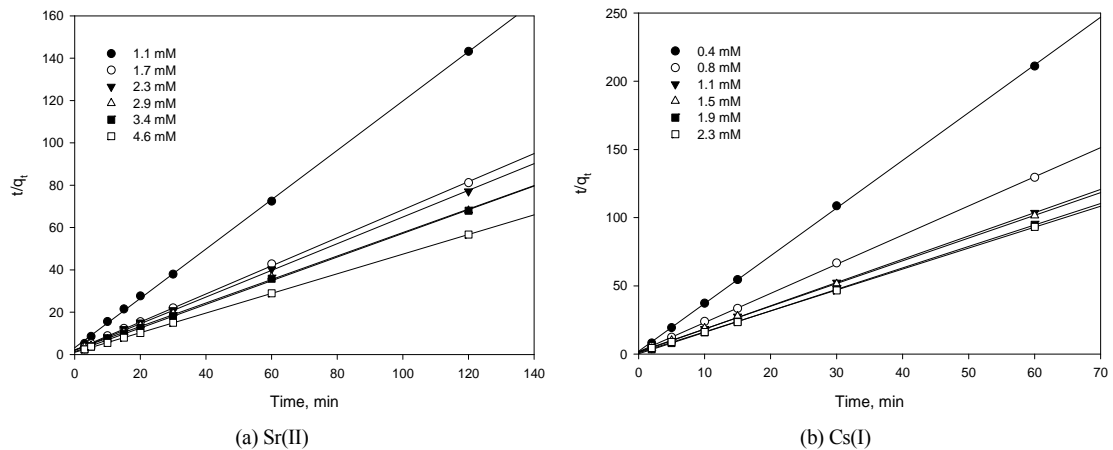 160
140
120
100
80
60
40
20
0
t/qt
1.1 mM
1.7 mM
2.3 mM
2.9 mM
3.4 mM
4.6 mM
0 20 40 60 80 100 120 140
Time, min
(a) Sr(II)
250
200
150
100
50
0
t/qt
0.4 mM
0.8 mM
1.1 mM
1.5 mM
1.9 mM
2.3 mM
0 10 20 30 40 50 60 70
Time, min
(b) Cs(I)